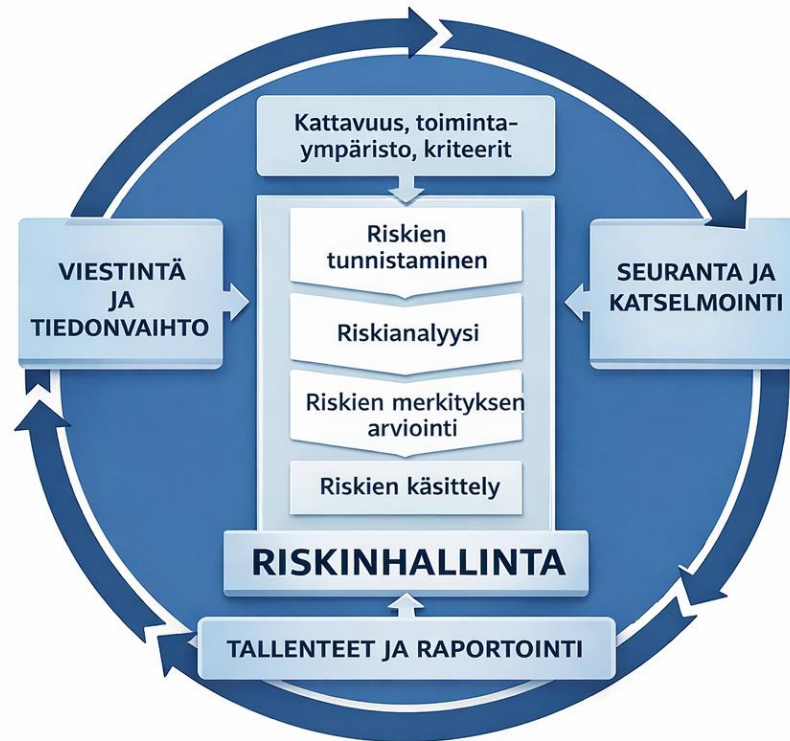 Kattavuus, toiminta-
ympäristo, kriteerit
Riskien
tunnistaminen
Riskianalyysi
Riskien merkityksen
arviointi
Riskien käsittely
RISKINHALLINTA
VIESTINTÄ
JA
TIEDONVAIHTO
SEURANTA JA
KATSELMOINTI
TALLENTEET JA RAPORTOINTI